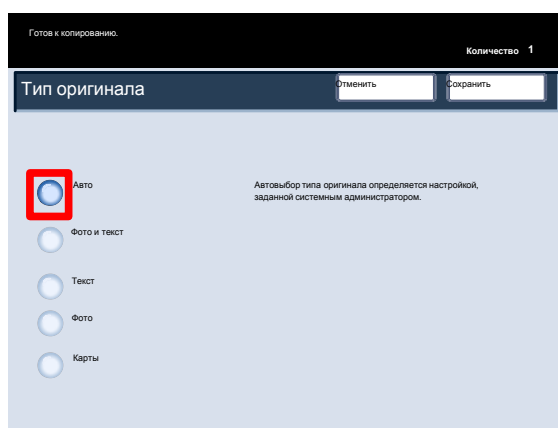 Готов к копированию.
Количество 1
Тип оригинала
Отменить
Сохранить
Авто
Автовыбор типа оригинала определяется настройкой,
заданной системным администратором.
Фото и текст
Текст
Фото
Карты